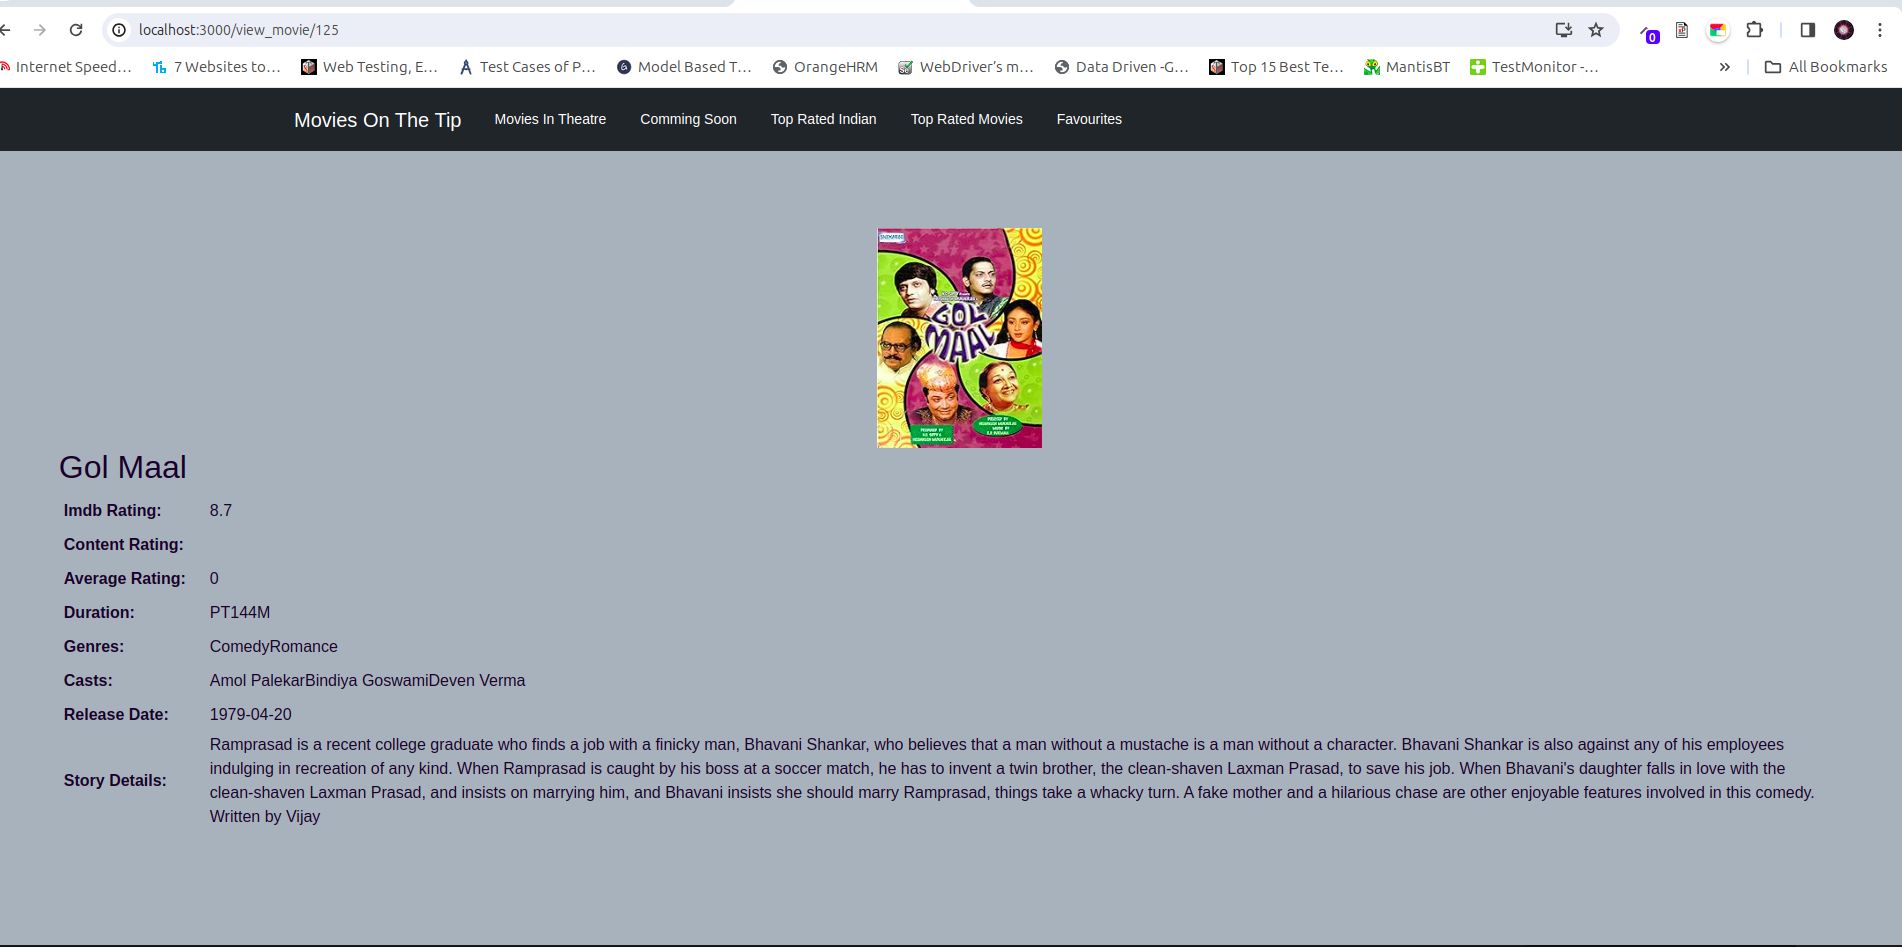 localhost:3000/view_movie/125
0
Internet Speed...
7 Websites to...
Web Testing, E...
Test Cases of P...
Model Based T...
OrangeHRM
WebDriver's m...
Data Driven -G...
Top 15 Best Te...
MantisBT
TestMonitor -...
»
All Bookmarks
Movies On The Tip
Movies In Theatre
Comming Soon
Top Rated Indian
Top Rated Movies
Favourites
GOL
MAAL
Gol Maal
Imdb Rating: 8.7
Content Rating:
Average Rating: 0
Duration: PT144M
Genres: ComedyRomance
Casts: Amol PalekarBindiya GoswamiDeven Verma
Release Date: 1979-04-20
Story Details:
Ramprasad is a recent college graduate who finds a job with a finicky man, Bhavani Shankar, who believes that a man without a mustache is a man without a character. Bhavani Shankar is also against any of his employees
indulging in recreation of any kind. When Ramprasad is caught by his boss at a soccer match, he has to invent a twin brother, the clean-shaven Laxman Prasad, to save his job. When Bhavani's daughter falls in love with the
clean-shaven Laxman Prasad, and insists on marrying him, and Bhavani insists she should marry Ramprasad, things take a whacky turn. A fake mother and a hilarious chase are other enjoyable features involved in this comedy.
Written by Vijay